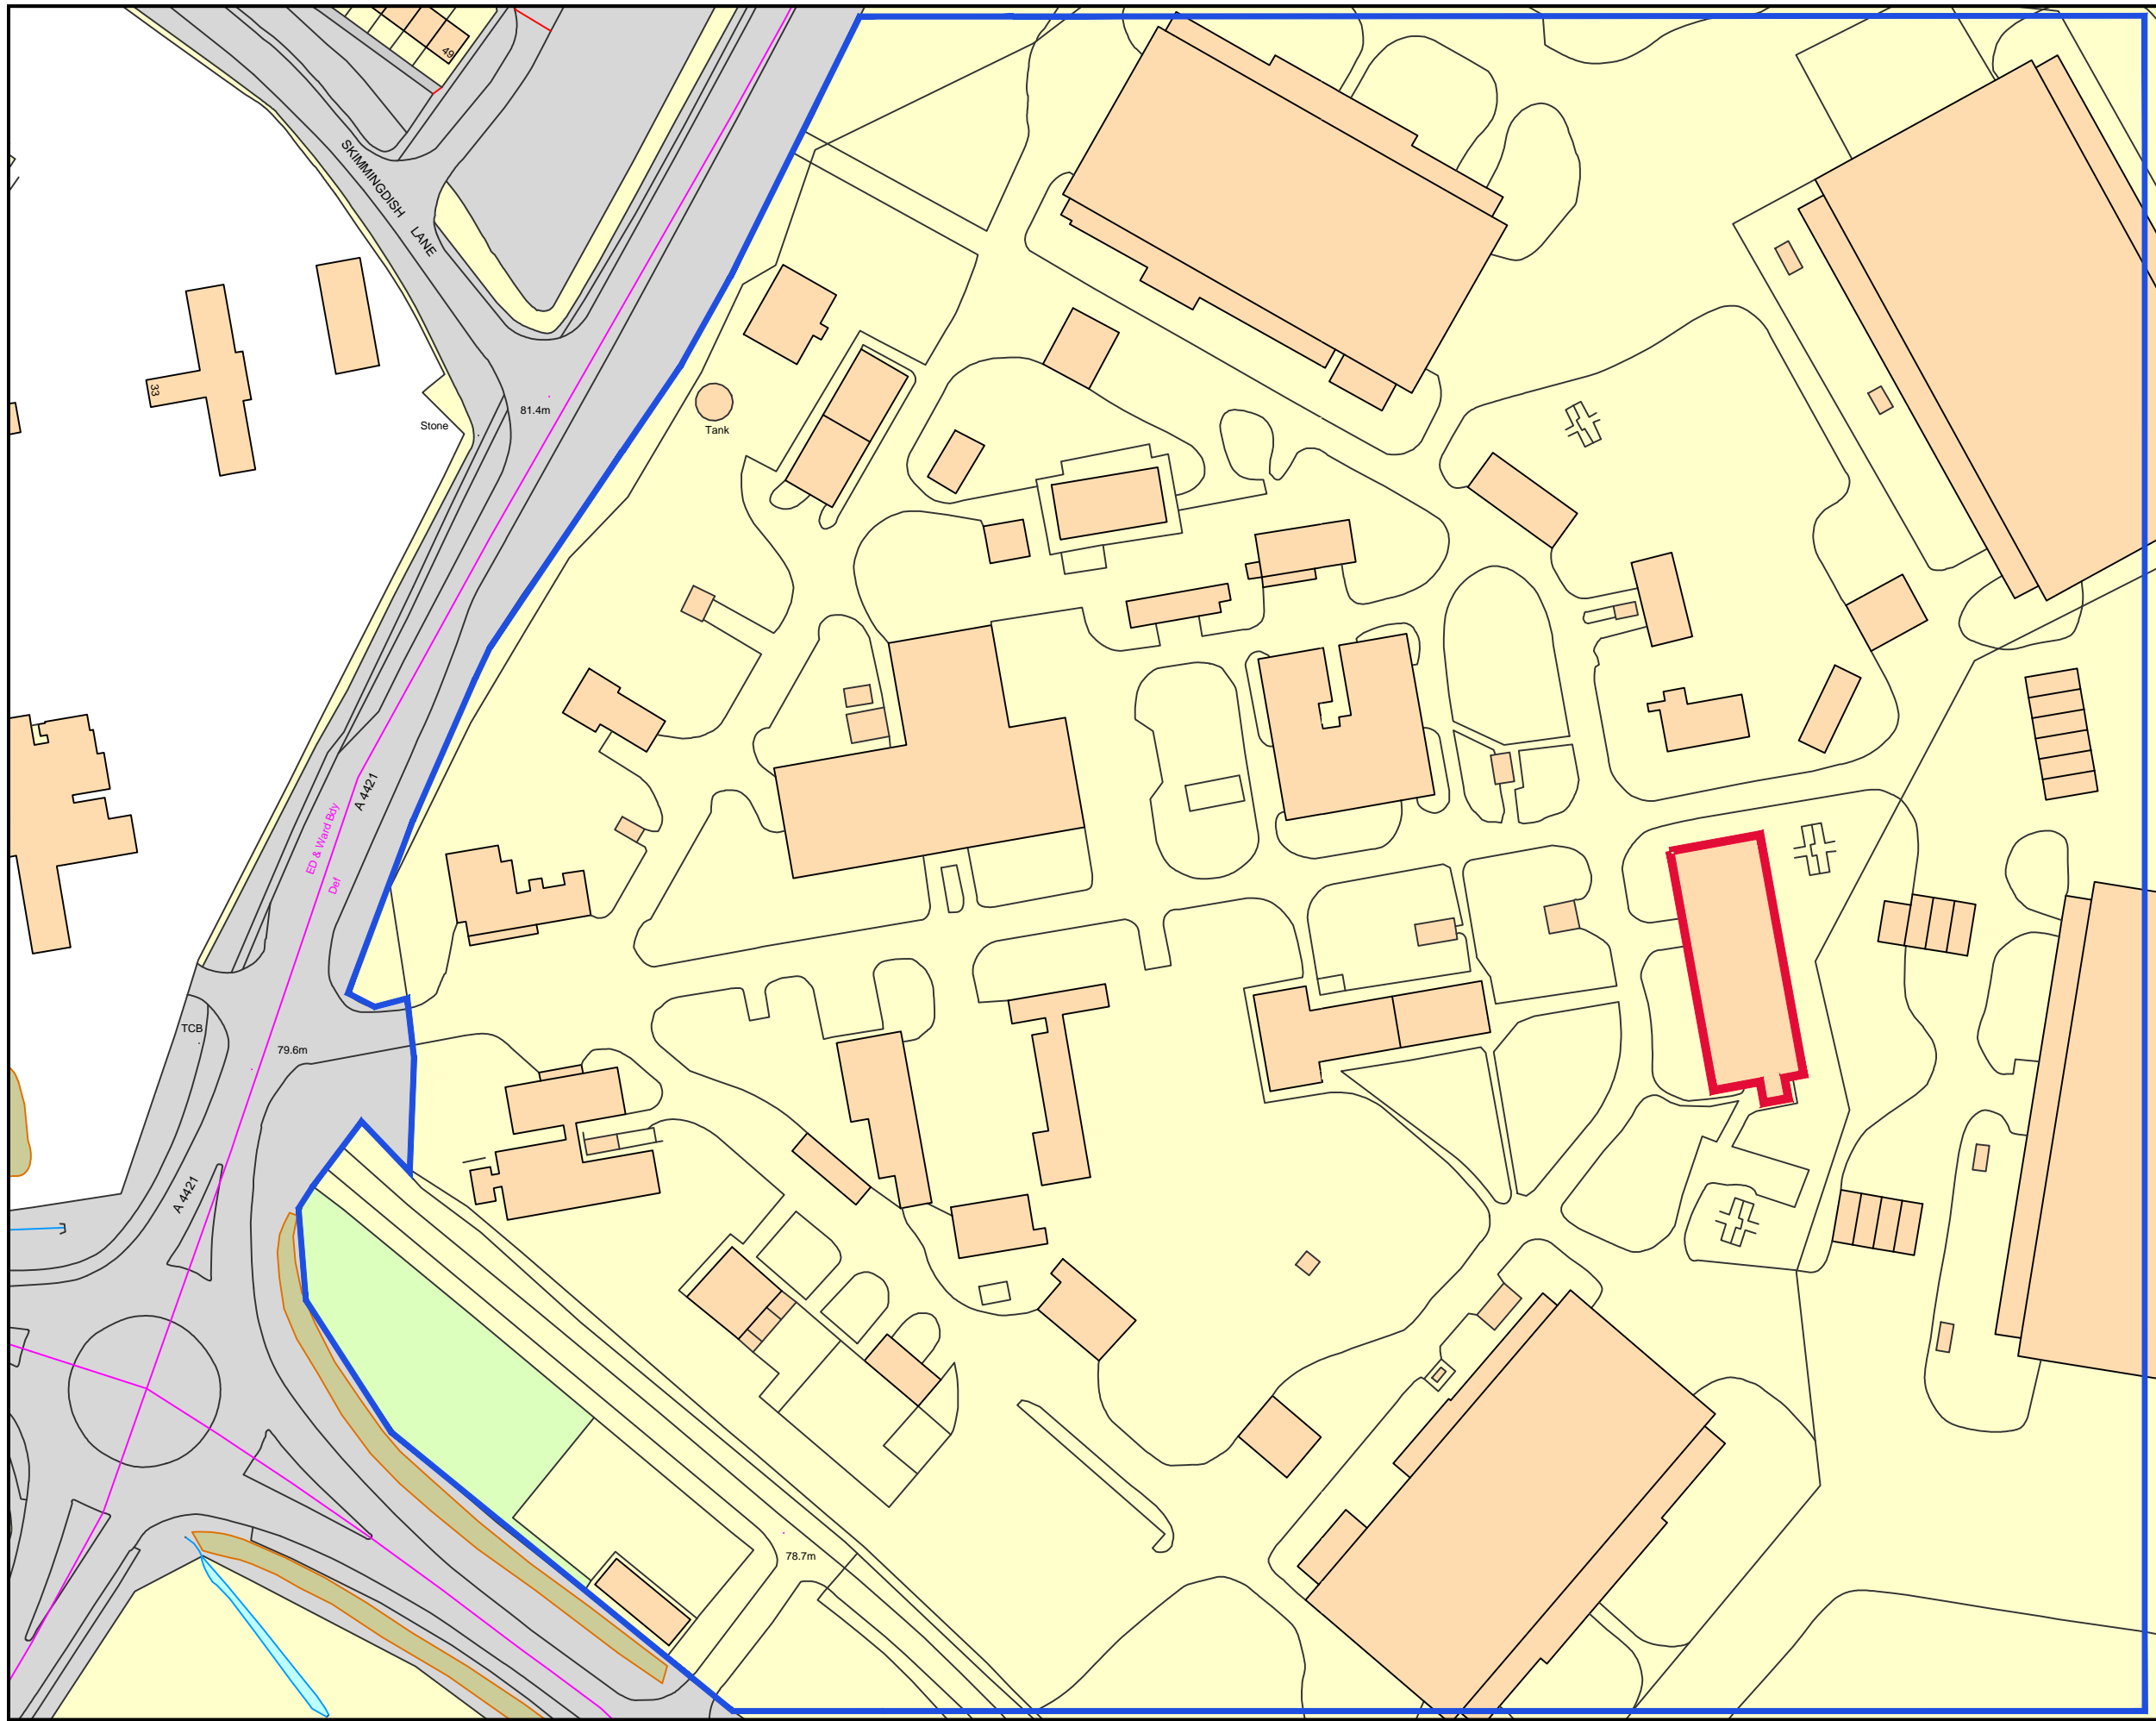 49
SKIMMINGDISH
LANE
33
81.4m
Stone
Tank
A 4421
ED & Ward Bdy
Def
TCB
79.6m
A 4421
78.7m